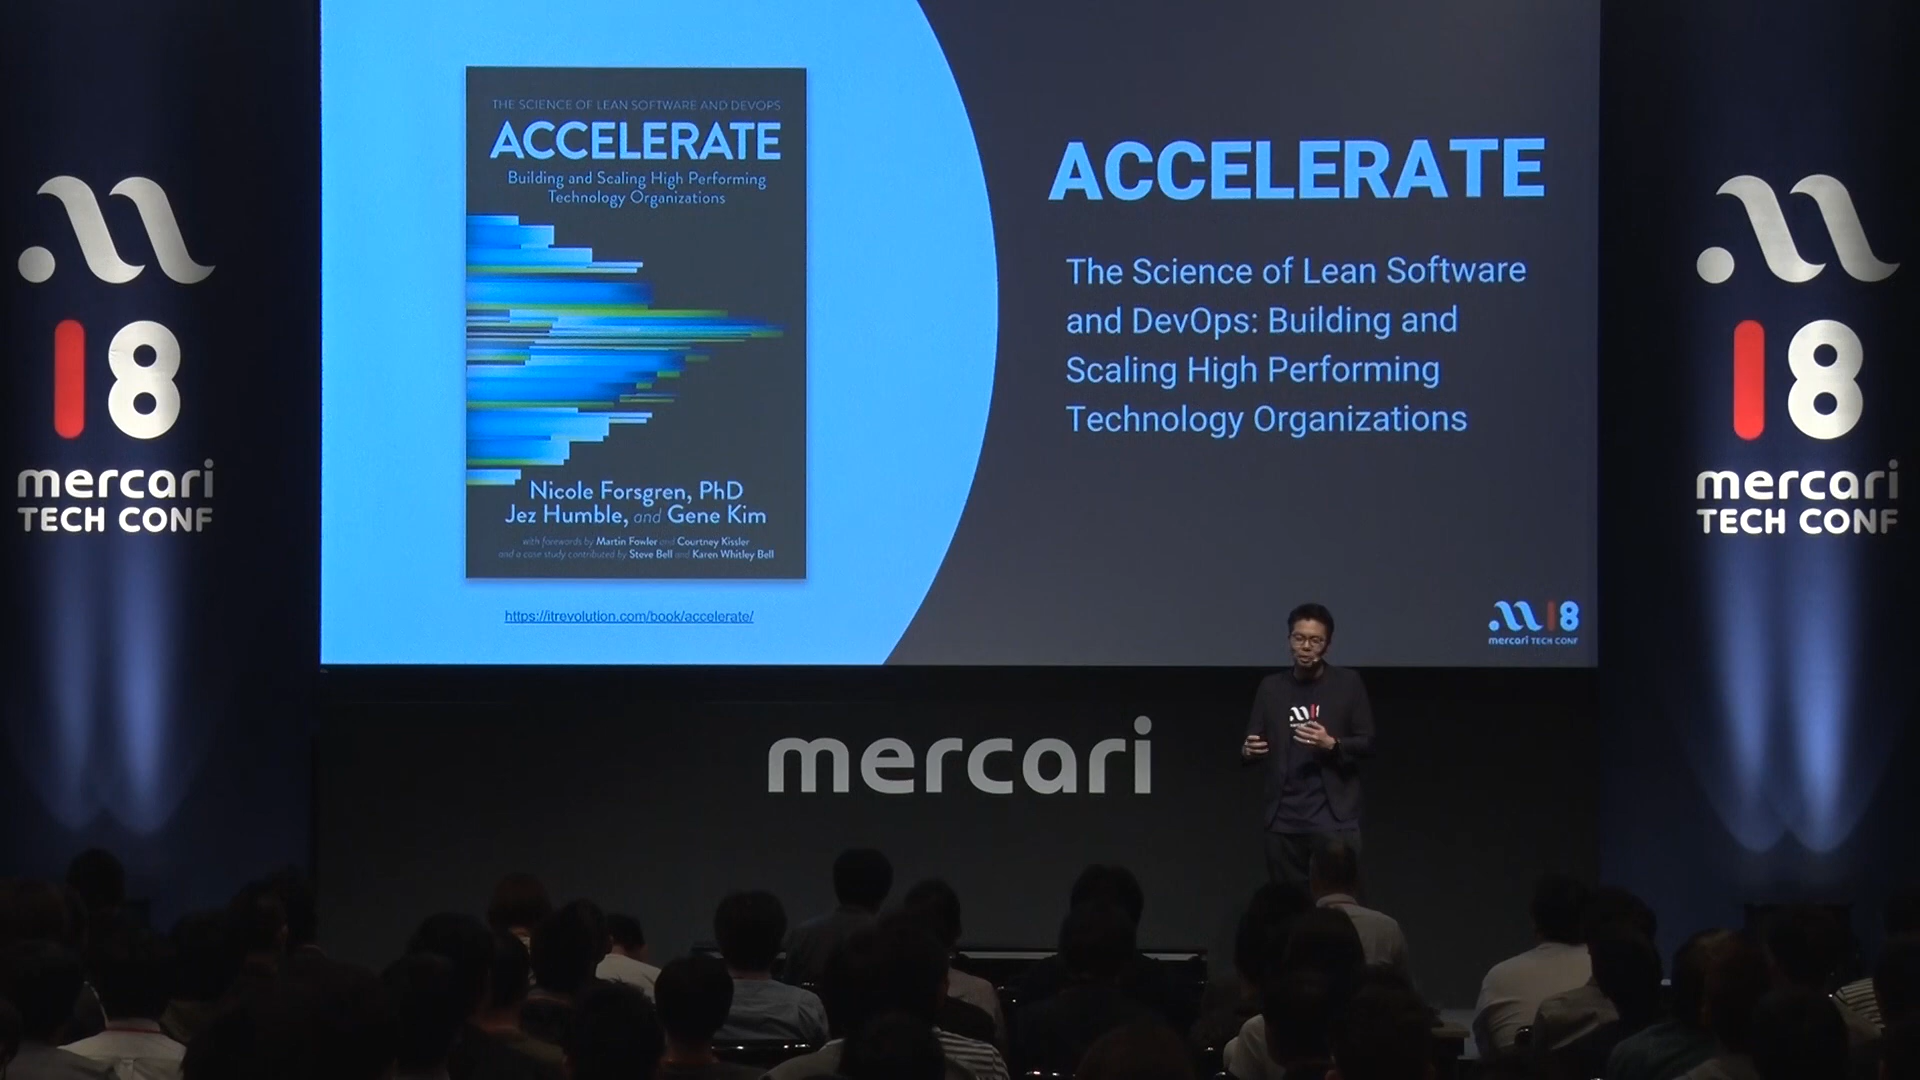 THE SCIENCE OF LEAN SOFTWARE AND DEVOPS
ACCELERATE
Building and Scaling High Performing
Technology Organizations
Nicole Forsgren, PhD
Jez Humble, and Gene Kim
with forewords by Martin Fowler and Courtney Kissler
and a case study contributed by Steve Bell and Karen Whitley Bell
https://itrevolution.com/book/accelerate/
ACCELERATE
The Science of Lean Software
and DevOps: Building and
Scaling High Performing
Technology Organizations
18
mercari TECH CONF
18
mercari
TECH CONF
18
mercari
TECH CONF
mercari